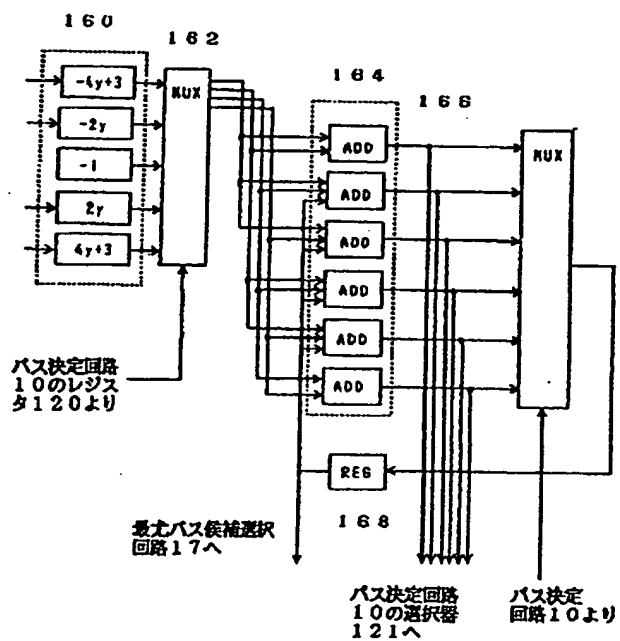 160
162
164
166
-4y+3
-2y
-1
2y
4y+3
MUX
ADD
ADD
ADD
ADD
ADD
ADD
MUX
パス決定回路
10のレジス
タ120より
REG
168
最尤パス候補選択
回路17へ
パス決定回路
10の選択器
121へ
パス決定
回路10より